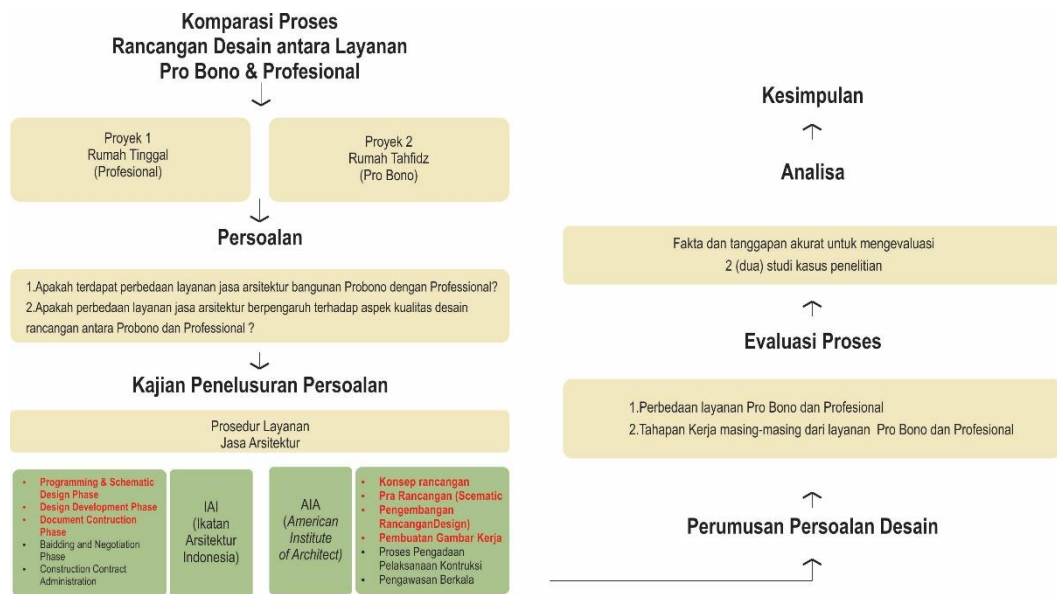 Komparasi Proses
Rancangan Desain antara Layanan
Pro Bono & Profesional
Proyek 1
Rumah Tinggal
(Profesional)
Proyek 2
Rumah Tahfidz
(Pro Bono)
Persoalan
1.Apakah terdapat perbedaan layanan jasa arsitektur bangunan Probono dengan Professional?
2.Apakah perbedaan layanan jasa arsitektur berpengaruh terhadap aspek kualitas desain
rancangan antara Probono dan Professional ?
Kajian Penelusuran Persoalan
Prosedur Layanan
Jasa Arsitektur
• Programming & Schematic
Design Phase
• Design Development Phase
• Document Contruction
Phase
• Baidding and Negotiation
Phase
• Construction Contract
Administration
IAI
(Ikatan
Arsitektur
Indonesia)
AIA
(American
Institute
of Architect)
• Konsep rancangan
• Pra Rancangan (Scematic
• Pengembangan
RancanganDesign)
• Pembuatan Gambar Kerja
• Proses Pengadaan
Pelaksanaan Kontruksi
• Pengawasan Berkala
Kesimpulan
Analisa
Fakta dan tanggapan akurat untuk mengevaluasi
2 (dua) studi kasus penelitian
Evaluasi Proses
1.Perbedaan layanan Pro Bono dan Profesional
2.Tahapan Kerja masing-masing dari layanan Pro Bono dan Profesional
Perumusan Persoalan Desain